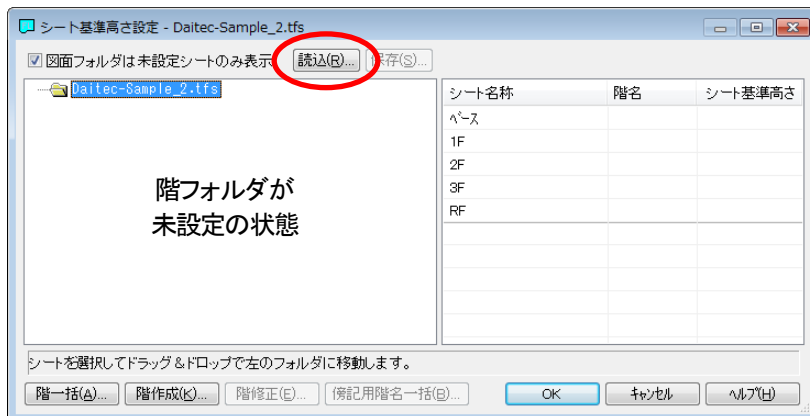 シート基準高さ設定 - Daitec-Sample_2.tfs
図面フォルダは未設定シートのみ表示 読込(R)... 保存(S)...
Daitec-Sample_2.tfs
シート名称 階名 シート基準高さ
ﾍﾞｰｽ
1F
2F
3F
RF
階フォルダが
未設定の状態
シートを選択してドラッグ&ドロップで左のフォルダに移動します。
階一括(A)... 階作成(K)... 階修正(E)... 傍記用階名一括(B)... OK ｷｬﾝｾﾙ ﾍﾙﾌﾟ(H)